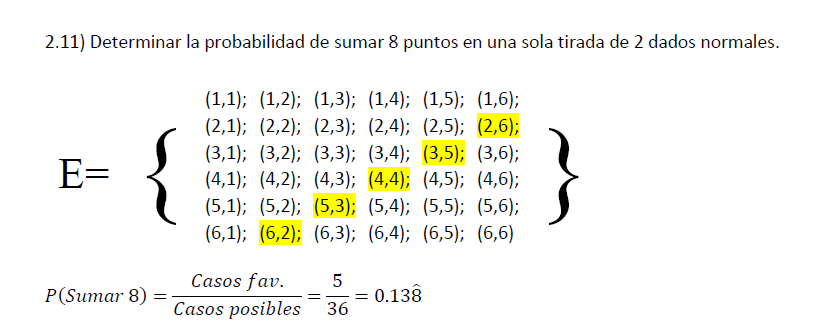 2.11) Determinar la probabilidad de sumar 8 puntos en una sola tirada de 2 dados normales.
(1,1); (1,2); (1,3); (1,4); (1,5); (1,6);
(2,1); (2,2); (2,3); (2,4); (2,5); (2,6);
(3,1); (3,2); (3,3); (3,4); (3,5); (3,6);
E= { (4,1); (4,2); (4,3); (4,4); (4,5); (4,6); }
(5,1); (5,2); (5,3); (5,4); (5,5); (5,6);
(6,1); (6,2); (6,3); (6,4); (6,5); (6,6)
P(Sumar 8) = Casos fav. / Casos posibles = 5/36 = 0.138̂